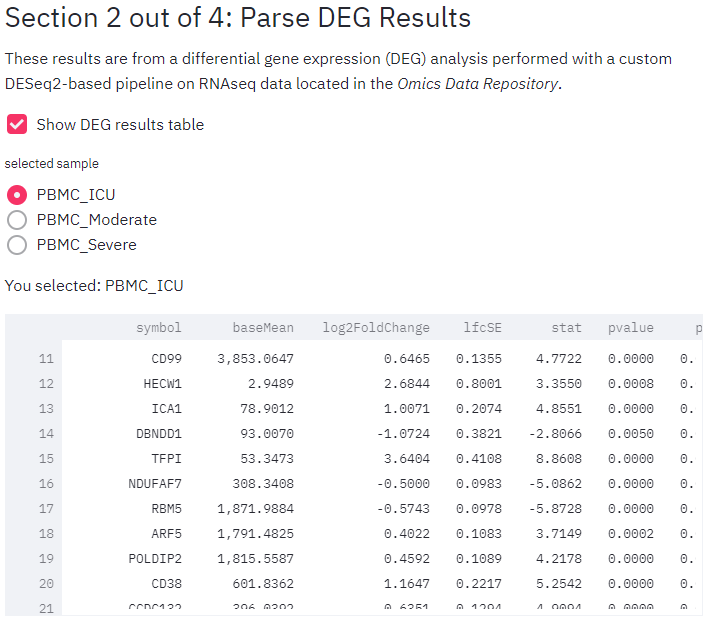 Section 2 out of 4: Parse DEG Results
These results are from a differential gene expression (DEG) analysis performed with a custom
DESeq2-based pipeline on RNAseq data located in the Omics Data Repository.
Show DEG results table
selected sample
PBMC_ICU
PBMC_Moderate
PBMC_Severe
You selected: PBMC_ICU
symbol baseMean log2FoldChange lfcSE stat pvalue p
11 CD99 3,853.0647 0.6465 0.1355 4.7722 0.0000 0.
12 HECW1 2.9489 2.6844 0.8001 3.3550 0.0008 0.
13 ICA1 78.9012 1.0071 0.2074 4.8551 0.0000 0.
14 DBNDD1 93.0070 -1.0724 0.3821 -2.8066 0.0050 0.
15 TFPI 53.3473 3.6404 0.4108 8.8608 0.0000 0.
16 NDUFAF7 308.3408 -0.5000 0.0983 -5.0862 0.0000 0.
17 RBM5 1,871.9884 -0.5743 0.0978 -5.8728 0.0000 0.
18 ARF5 1,791.4825 0.4022 0.1083 3.7149 0.0002 0.
19 POLDIP2 1,815.5587 0.4592 0.1089 4.2178 0.0000 0.
20 CD38 601.8362 1.1647 0.2217 5.2542 0.0000 0.
21